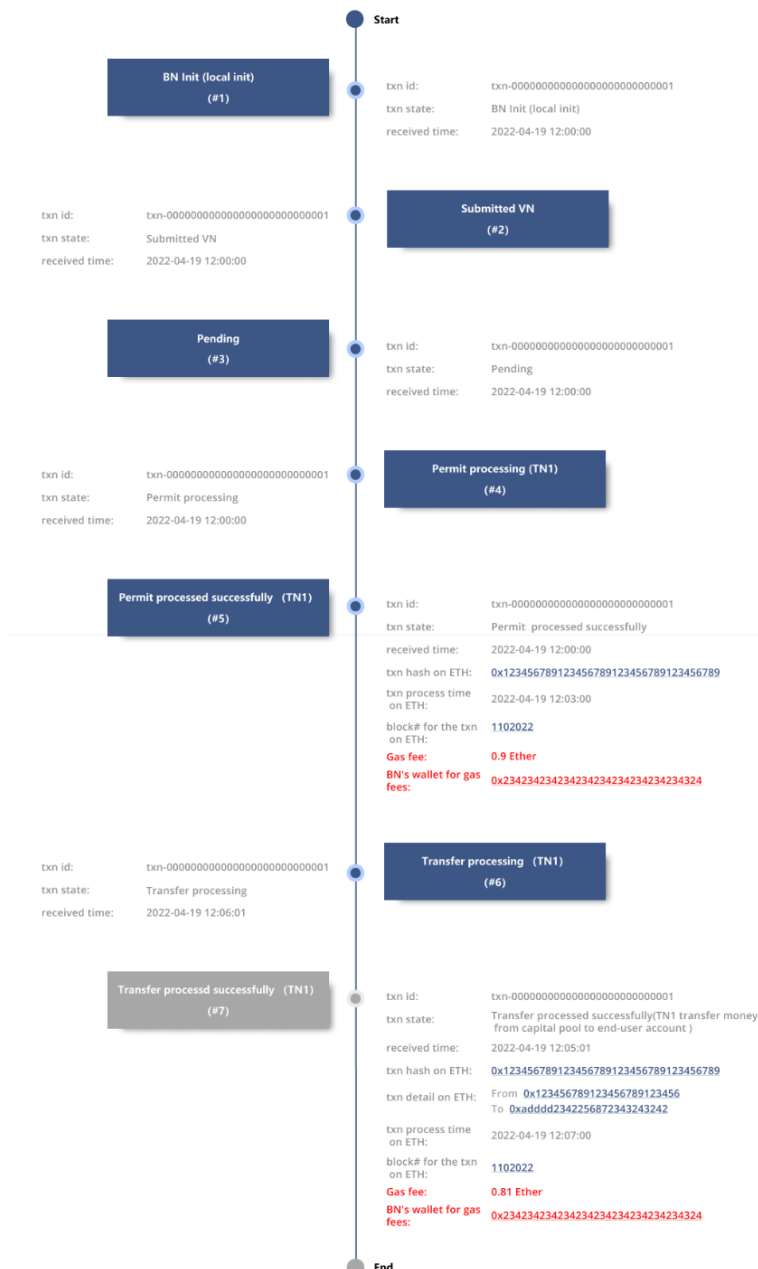 Start
BN Init (local init)
(#1)
txn id: txn-000000000000000000000000001
txn state: BN Init (local init)
received time: 2022-04-19 12:00:00
Submitted VN
(#2)
txn id: txn-000000000000000000000000001
txn state: Submitted VN
received time: 2022-04-19 12:00:00
Pending
(#3)
txn id: txn-000000000000000000000000001
txn state: Pending
received time: 2022-04-19 12:00:00
Permit processing (TN1)
(#4)
txn id: txn-000000000000000000000000001
txn state: Permit processing
received time: 2022-04-19 12:00:00
Permit processed successfully (TN1)
(#5)
txn id: txn-000000000000000000000000001
txn state: Permit processed successfully
received time: 2022-04-19 12:00:00
txn hash on ETH: 0x123456789123456789123456789123456789
txn process time
on ETH: 2022-04-19 12:03:00
block# for the txn
on ETH: 1102022
Gas fee: 0.9 Ether
BN's wallet for gas
fees: 0x234234234234234234234234234234324
Transfer processing (TN1)
(#6)
txn id: txn-000000000000000000000000001
txn state: Transfer processing
received time: 2022-04-19 12:06:01
Transfer processd successfully (TN1)
(#7)
txn id: txn-000000000000000000000000001
txn state: Transfer processed successfully(TN1 transfer money
from capital pool to end-user account )
received time: 2022-04-19 12:05:01
txn hash on ETH: 0x123456789123456789123456789123456789
txn detail on ETH: From 0x123456789123456789123456
To 0xadddd2342256872343243242
txn process time
on ETH: 2022-04-19 12:07:00
block# for the txn
on ETH: 1102022
Gas fee: 0.81 Ether
BN's wallet for gas
fees: 0x234234234234234234234234234234324
End